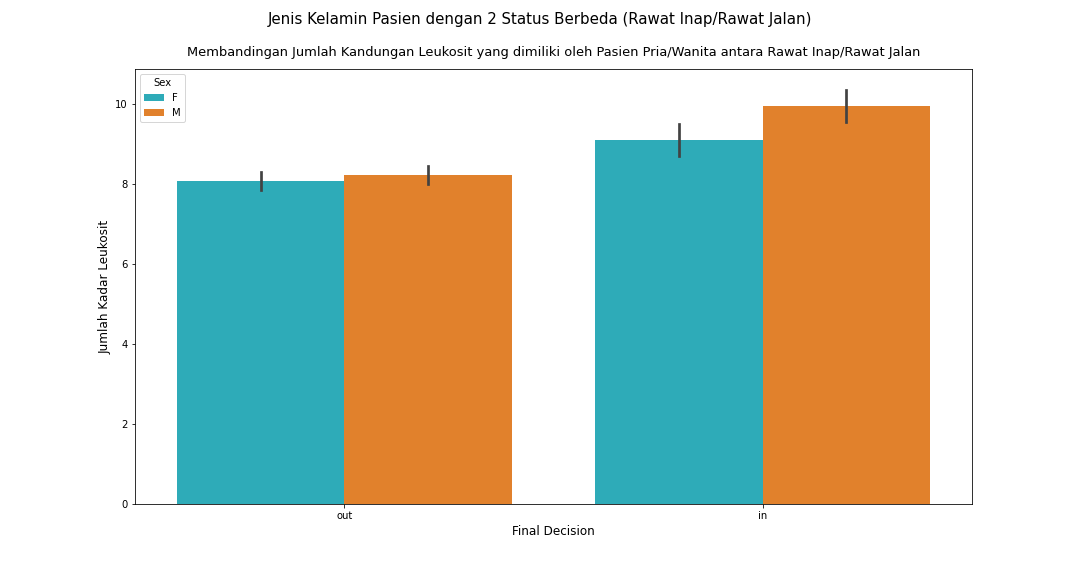 Jenis Kelamin Pasien dengan 2 Status Berbeda (Rawat Inap/Rawat Jalan)
Membandingan Jumlah Kandungan Leukosit yang dimiliki oleh Pasien Pria/Wanita antara Rawat Inap/Rawat Jalan
Sex
F
M
Jumlah Kadar Leukosit
10
8
6
4
2
0
out
in
Final Decision